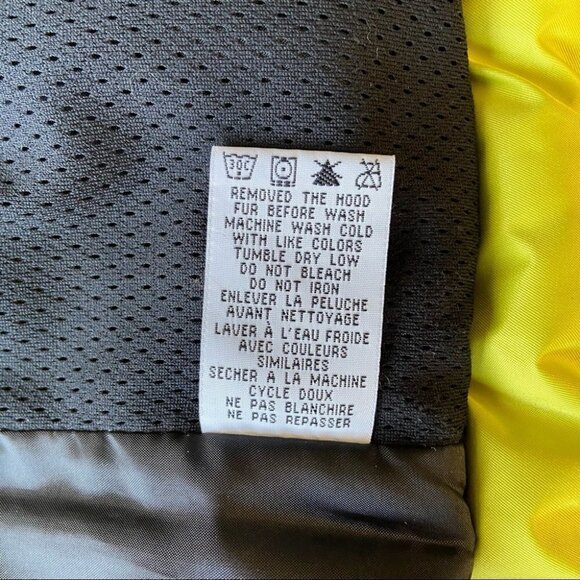 30C
REMOVED THE HOOD
FUR BEFORE WASH
MACHINE WASH COLD
WITH LIKE COLORS
TUMBLE DRY LOW
DO NOT BLEACH
DO NOT IRON
ENLEVER LA PELUCHE
AVANT NETTOYAGE
LAVER À L'EAU FROIDE
AVEC COULEURS
SIMILAIRES
SECHER A LA MACHINE
CYCLE DOUX
NE PAS BLANCHIRE
NE PAS REPASSER